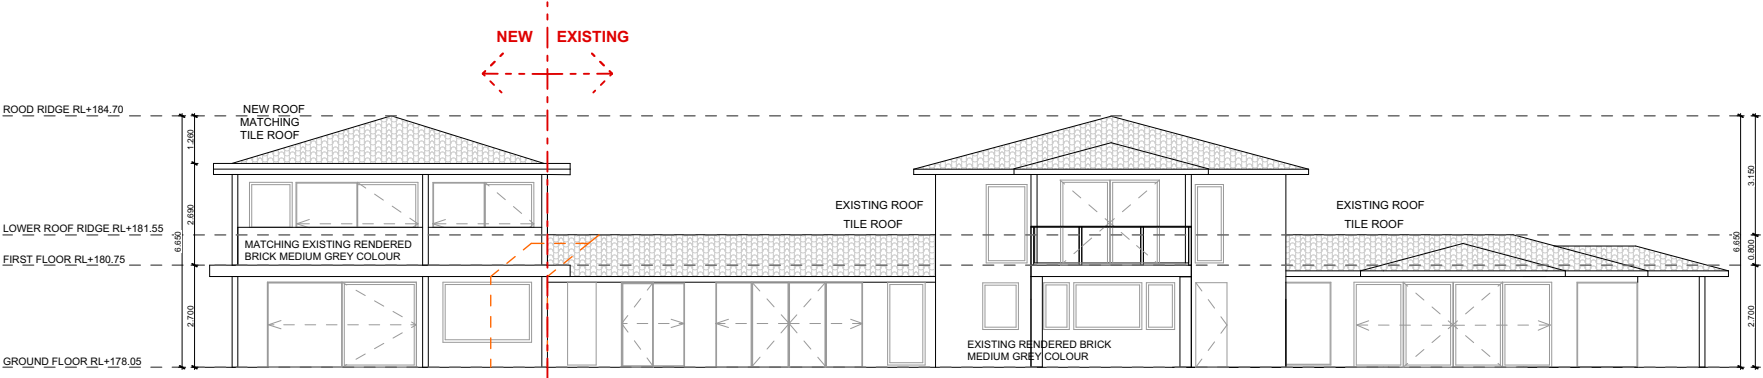 NEW EXISTING
ROOD RIDGE RL+184.70
NEW ROOF
MATCHING
TILE ROOF
1.260
3.150
EXISTING ROOF
TILE ROOF
EXISTING ROOF
TILE ROOF
2.690
LOWER ROOF RIDGE RL+181.55
6.650
6.650
MATCHING EXISTING RENDERED
BRICK MEDIUM GREY COLOUR
0.800
FIRST FLOOR RL+180.75
2.700
2.700
EXISTING RENDERED BRICK
MEDIUM GREY COLOUR
GROUND FLOOR RL+178.05